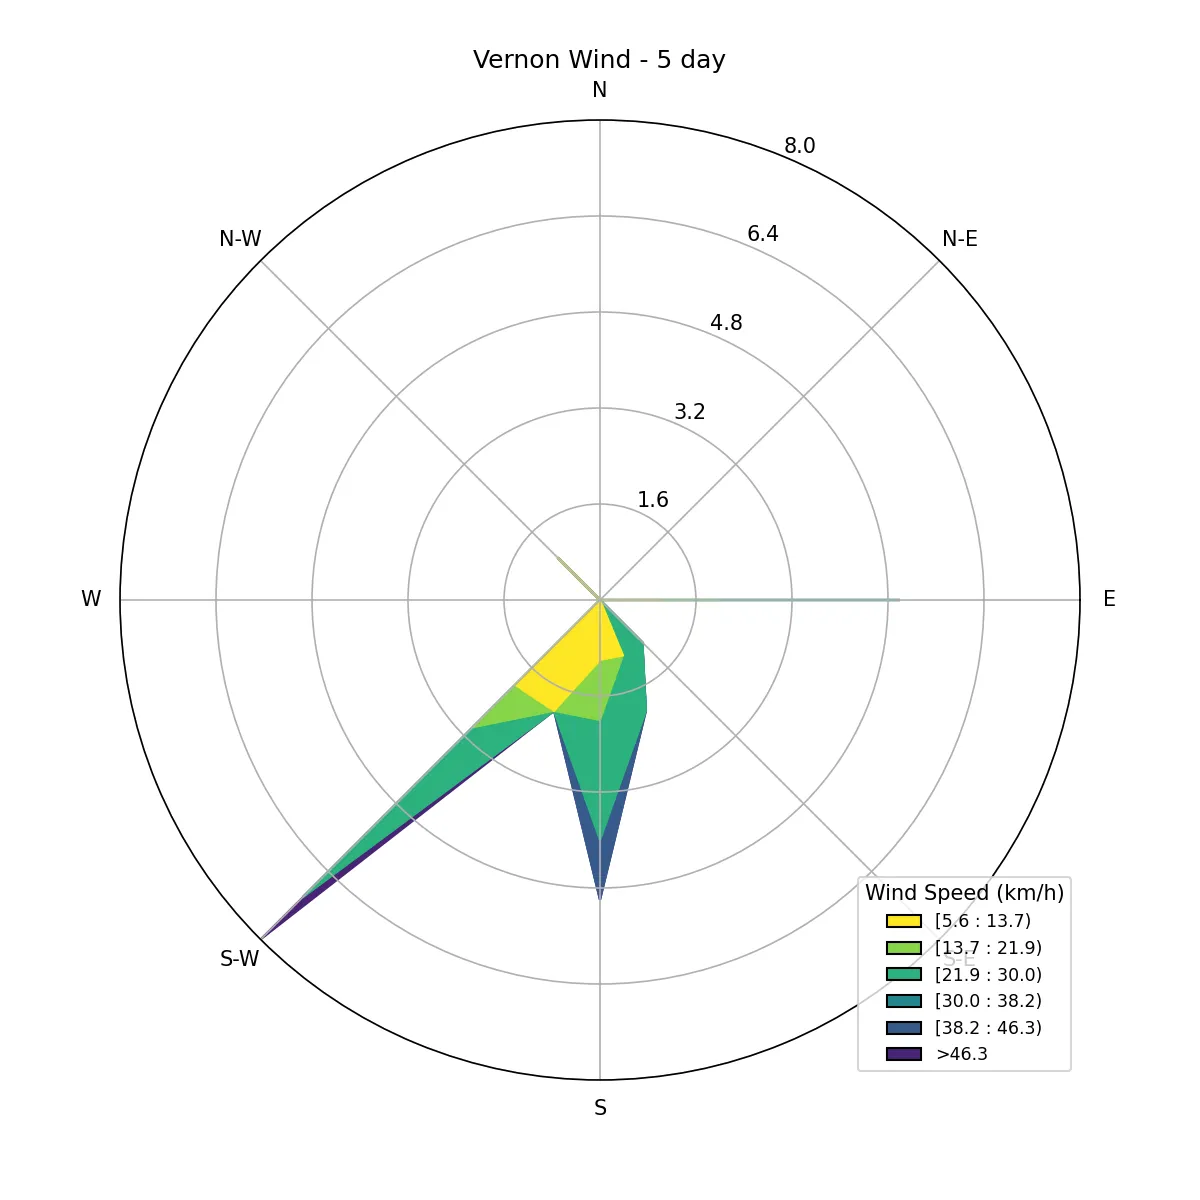 Vernon Wind - 5 day
N
8.0
N-W
6.4
N-E
4.8
3.2
1.6
W
E
Wind Speed (km/h)
[5.6 : 13.7)
[13.7 : 21.9)
S-W
S-E
[21.9 : 30.0)
[30.0 : 38.2)
[38.2 : 46.3)
>46.3
S